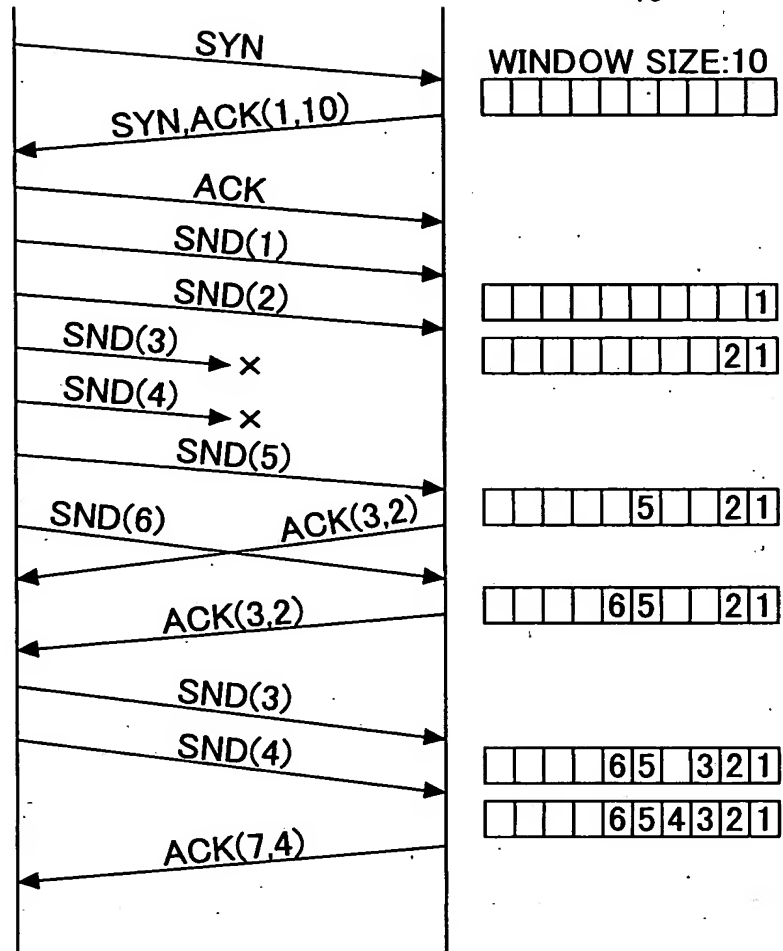 SYN
WINDOW SIZE:10
SYN,ACK(1,10)
ACK
SND(1)
SND(2)
1
SND(3)
2 1
SND(4)
SND(5)
5 2 1
SND(6)
ACK(3,2)
6 5 2 1
ACK(3,2)
SND(3)
SND(4)
6 5 3 2 1
6 5 4 3 2 1
ACK(7,4)